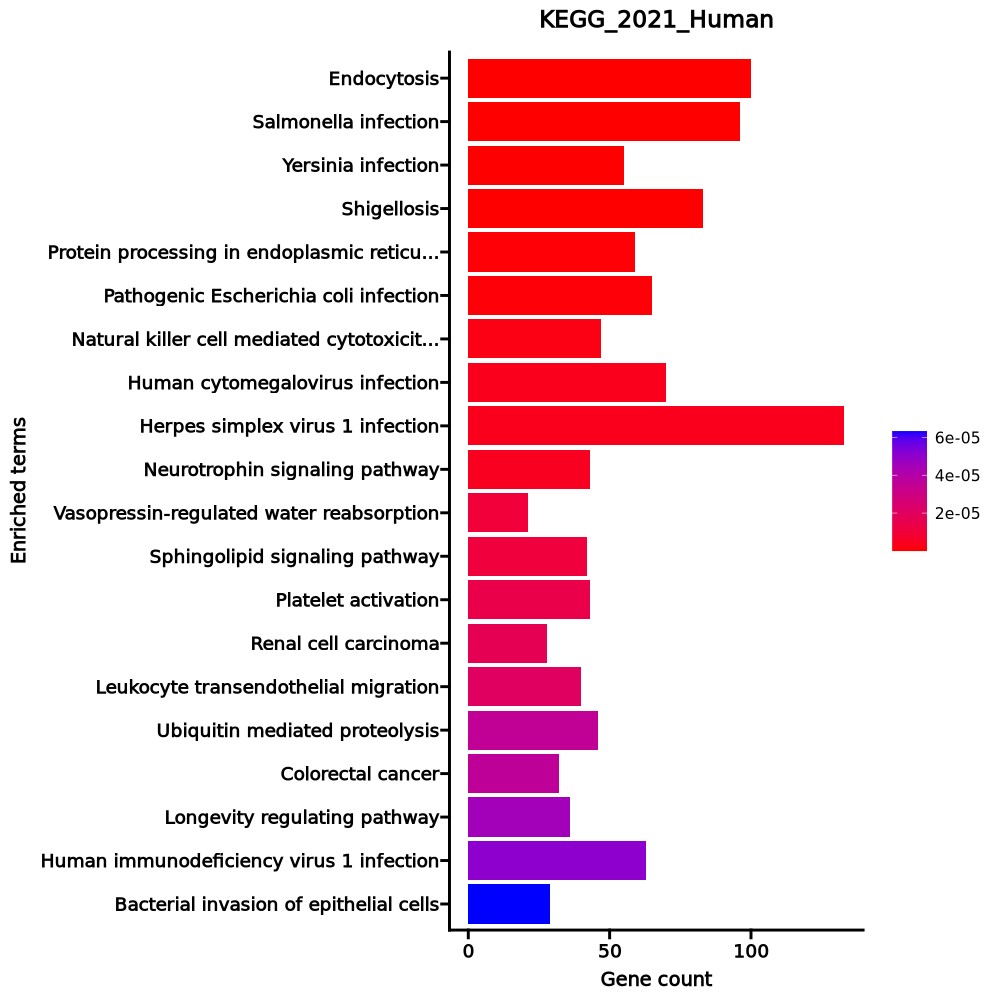 KEGG_2021_Human
Endocytosis
Salmonella infection
Yersinia infection
Shigellosis
Protein processing in endoplasmic reticu...
Pathogenic Escherichia coli infection
Natural killer cell mediated cytotoxicit...
Human cytomegalovirus infection
Herpes simplex virus 1 infection
Neurotrophin signaling pathway
Vasopressin-regulated water reabsorption
Sphingolipid signaling pathway
Platelet activation
Renal cell carcinoma
Leukocyte transendothelial migration
Ubiquitin mediated proteolysis
Colorectal cancer
Longevity regulating pathway
Human immunodeficiency virus 1 infection
Bacterial invasion of epithelial cells
Enriched terms
0 50 100
Gene count
6e-05
4e-05
2e-05